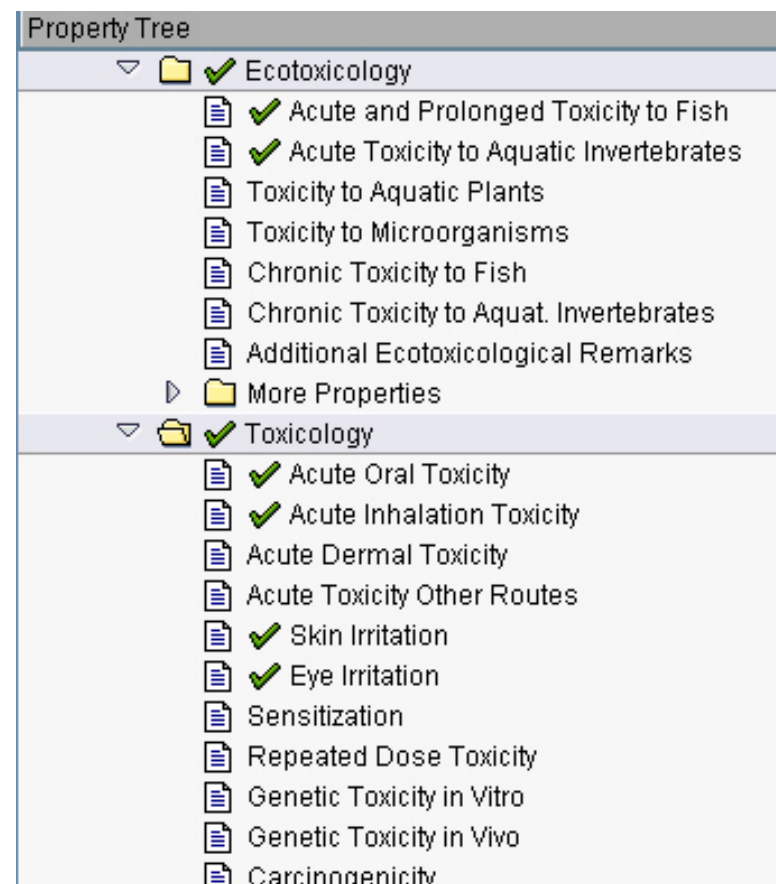 Property Tree
Ecotoxicology
Acute and Prolonged Toxicity to Fish
Acute Toxicity to Aquatic Invertebrates
Toxicity to Aquatic Plants
Toxicity to Microorganisms
Chronic Toxicity to Fish
Chronic Toxicity to Aquat. Invertebrates
Additional Ecotoxicological Remarks
More Properties
Toxicology
Acute Oral Toxicity
Acute Inhalation Toxicity
Acute Dermal Toxicity
Acute Toxicity Other Routes
Skin Irritation
Eye Irritation
Sensitization
Repeated Dose Toxicity
Genetic Toxicity in Vitro
Genetic Toxicity in Vivo
Carcinogenicity